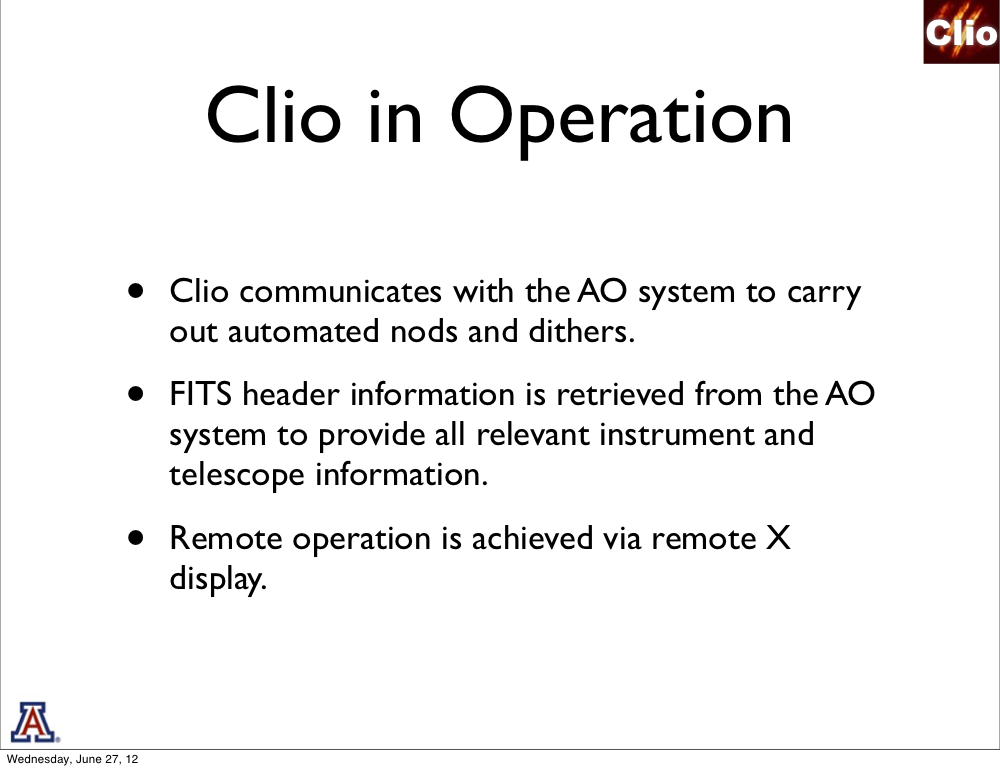 Clio
Clio in Operation
• Clio communicates with the AO system to carry
out automated nods and dithers.
• FITS header information is retrieved from the AO
system to provide all relevant instrument and
telescope information.
• Remote operation is achieved via remote X
display.
A®
Wednesday, June 27, 12